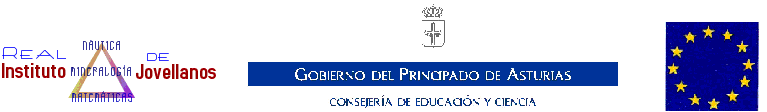 REAL
Instituto
NÁUTICA
MINERALOGÍA
MATEMÁTICAS
DE
Jovellanos
GOBIERNO DEL PRINCIPADO DE ASTURIAS
CONSEJERÍA DE EDUCACIÓN Y CIENCIA